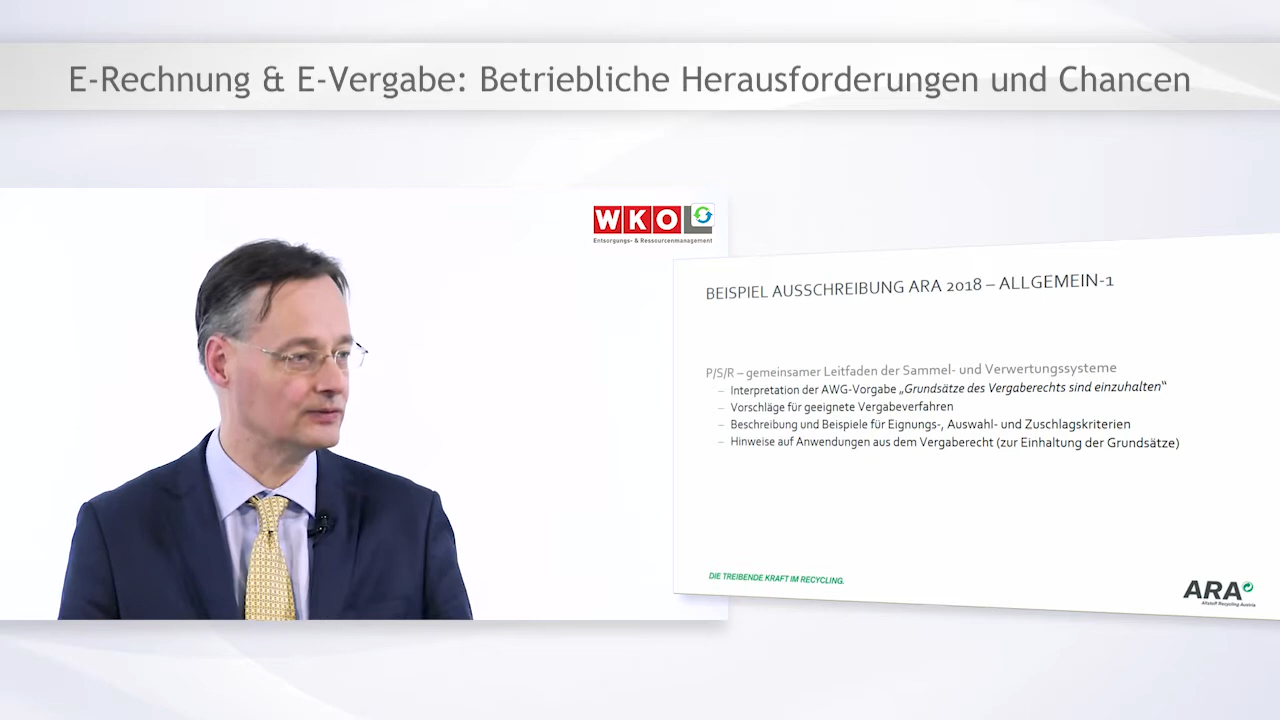 E-Rechnung & E-Vergabe: Betriebliche Herausforderungen und Chancen
WKO
Entsorgungs- & Ressourcenmanagement
BEISPIEL AUSSCHREIBUNG ARA 2018 – ALLGEMEIN-1
P/S/R – gemeinsamer Leitfaden der Sammel- und Verwertungssysteme
– Interpretation der AWG-Vorgabe „Grundsätze des Vergaberechts sind einzuhalten“
– Vorschläge für geeignete Vergabeverfahren
– Beschreibung und Beispiele für Eignungs-, Auswahl- und Zuschlagskriterien
– Hinweise auf Anwendungen aus dem Vergaberecht (zur Einhaltung der Grundsätze)
DIE TREIBENDE KRAFT IM RECYCLING.
ARA
Altstoff Recycling Austria